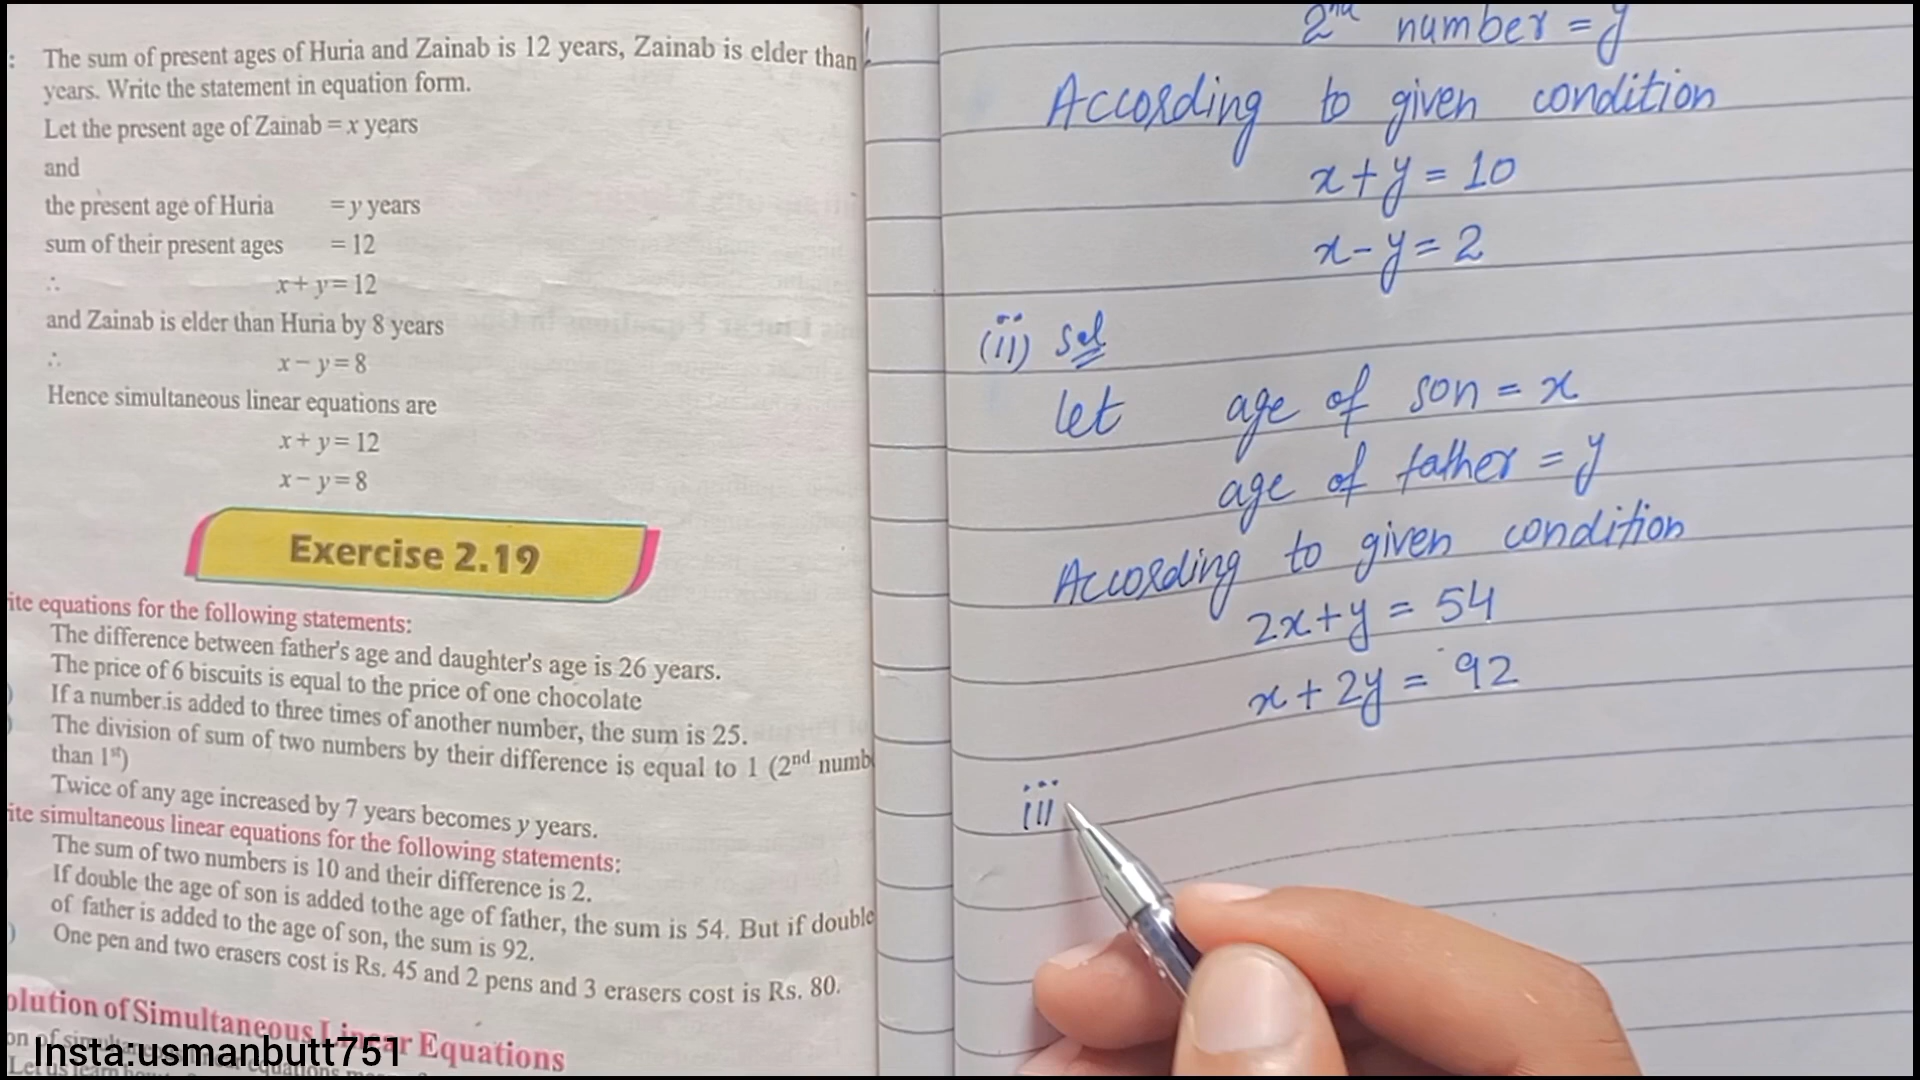 : The sum of present ages of Huria and Zainab is 12 years, Zainab is elder than
years. Write the statement in equation form.
Let the present age of Zainab = x years
and
the present age of Huria = y years
sum of their present ages = 12
∴ x + y = 12
and Zainab is elder than Huria by 8 years
∴ x − y = 8
Hence simultaneous linear equations are
x + y = 12
x − y = 8
Exercise 2.19
ite equations for the following statements:
The difference between father's age and daughter's age is 26 years.
The price of 6 biscuits is equal to the price of one chocolate
) If a number is added to three times of another number, the sum is 25.
) The division of sum of two numbers by their difference is equal to 1 (2nd numb
than 1st)
Twice of any age increased by 7 years becomes y years.
ite simultaneous linear equations for the following statements:
The sum of two numbers is 10 and their difference is 2.
If double the age of son is added to the age of father, the sum is 54. But if double
of father is added to the age of son, the sum is 92.
) One pen and two erasers cost is Rs. 45 and 2 pens and 3 erasers cost is Rs. 80.
olution of Simultaneous Linear Equations
Insta:usmanbutt751
2nd number = y
According to given condition
x + y = 10
x - y = 2
(ii) Sol
let age of son = x
age of father = y
According to given condition
2x + y = 54
x + 2y = 92
iii